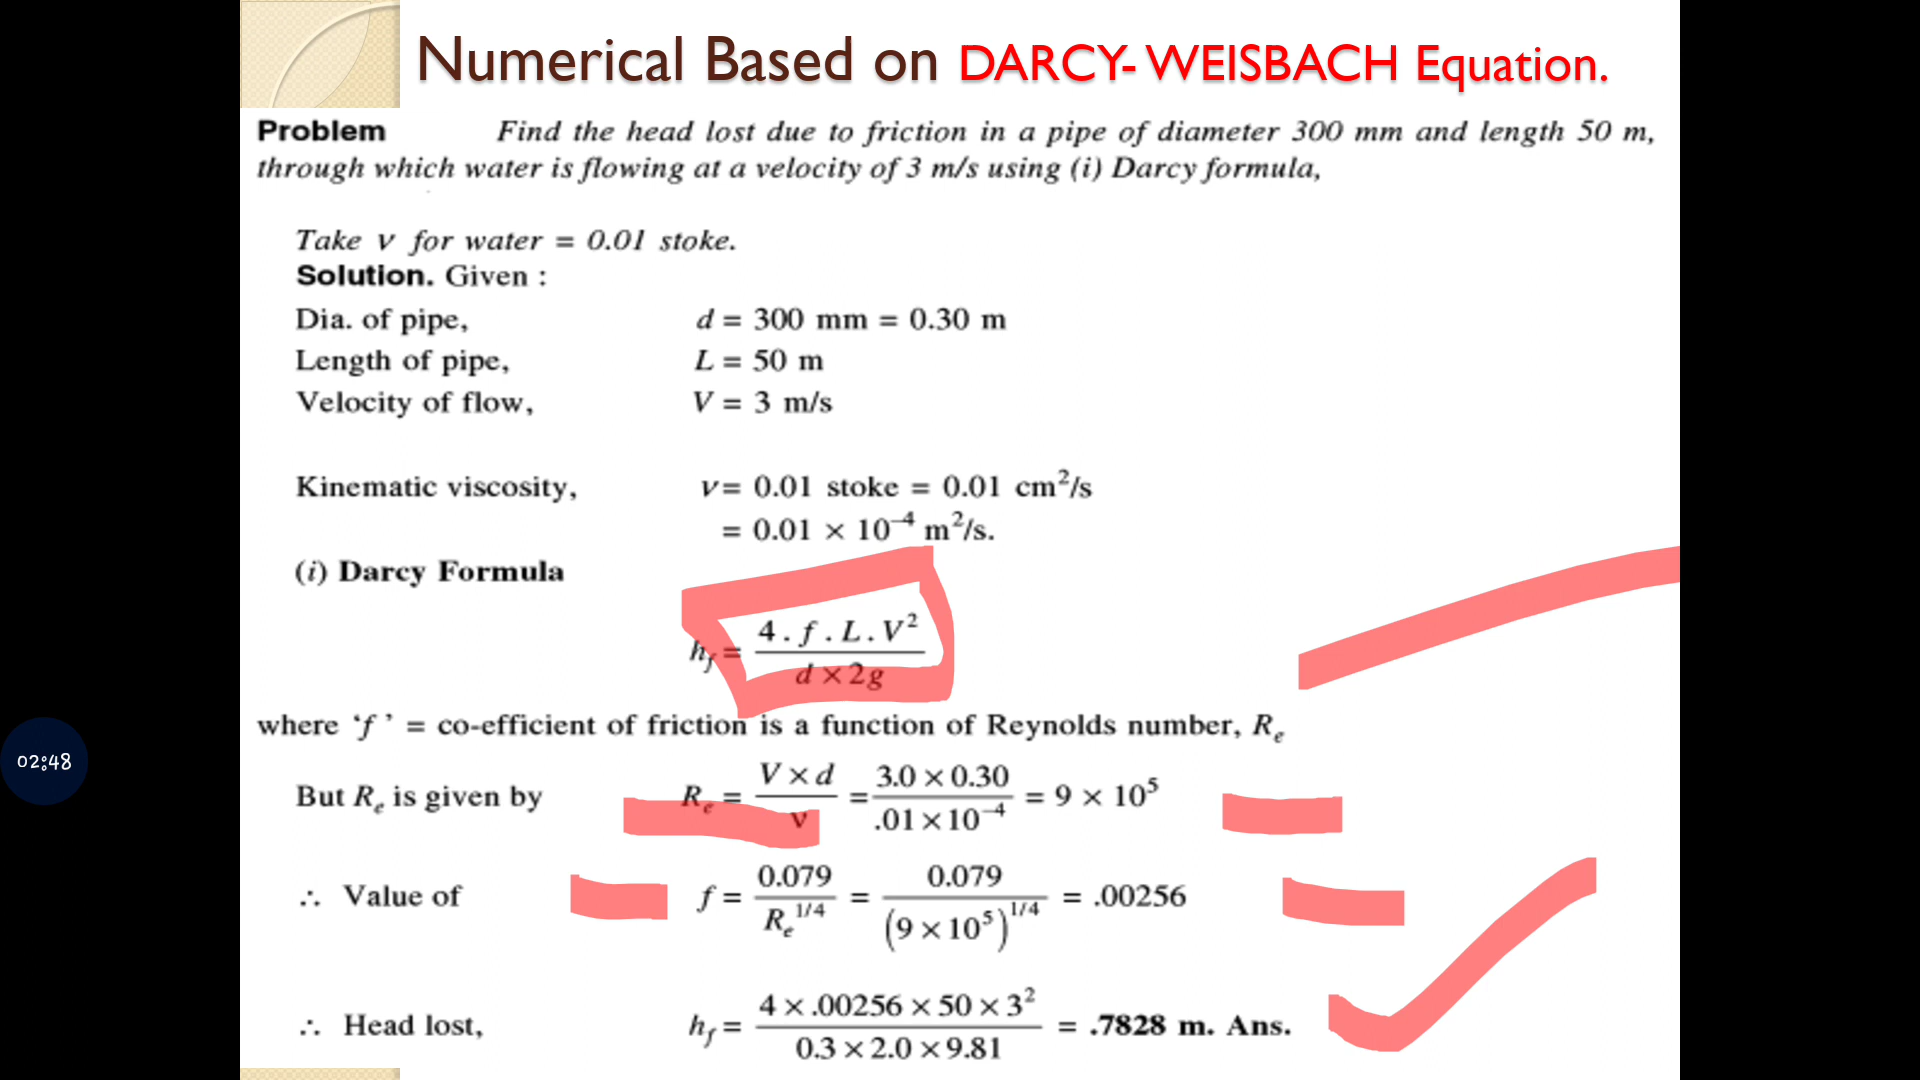 Numerical Based on DARCY-WEISBACH Equation.
Problem Find the head lost due to friction in a pipe of diameter 300 mm and length 50 m,
through which water is flowing at a velocity of 3 m/s using (i) Darcy formula,
Take ν for water = 0.01 stoke.
Solution. Given :
Dia. of pipe, d = 300 mm = 0.30 m
Length of pipe, L = 50 m
Velocity of flow, V = 3 m/s
Kinematic viscosity, ν = 0.01 stoke = 0.01 cm²/s
= 0.01 × 10⁻⁴ m²/s.
(i) Darcy Formula
h_f = (4 . f . L . V²) / (d × 2g)
where ‘f’ = co-efficient of friction is a function of Reynolds number, R_e
But R_e is given by R_e = (V × d) / ν = (3.0 × 0.30) / (.01 × 10⁻⁴) = 9 × 10⁵
02:48
∴ Value of f = 0.079 / R_e^(1/4) = 0.079 / (9 × 10⁵)^(1/4) = .00256
∴ Head lost, h_f = (4 × .00256 × 50 × 3²) / (0.3 × 2.0 × 9.81) = .7828 m. Ans.